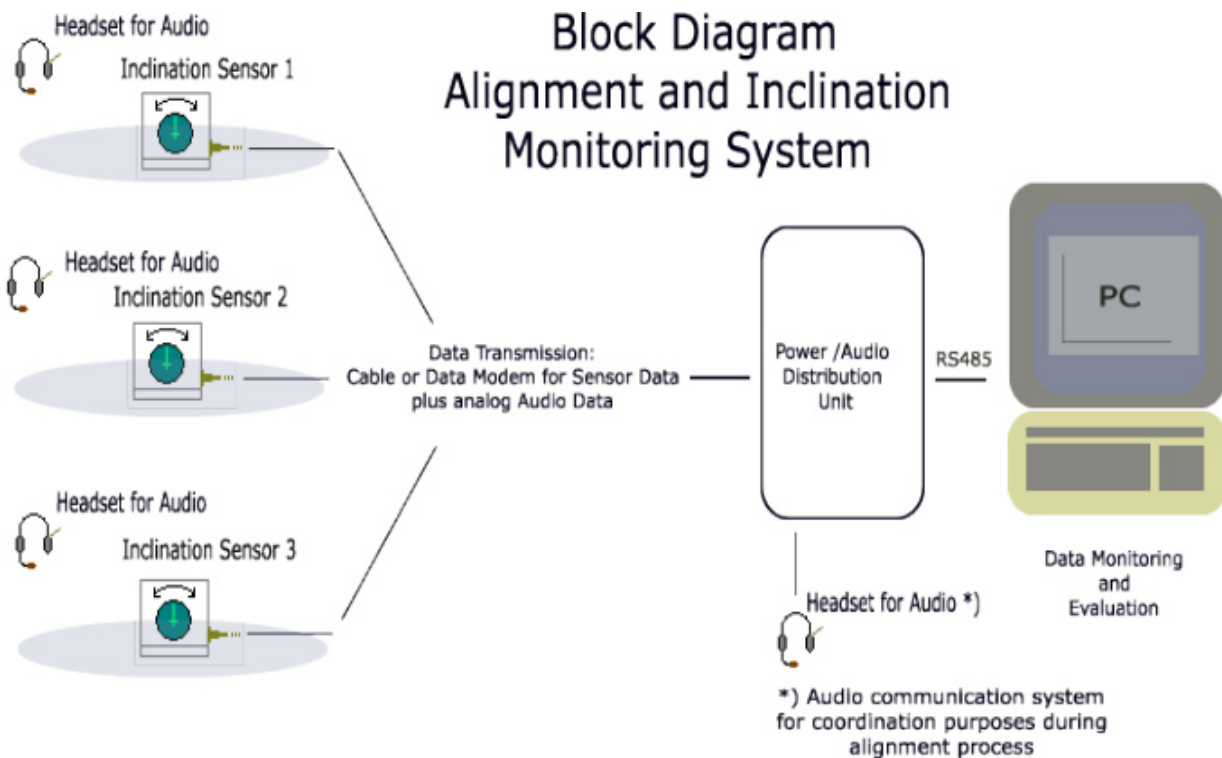 Headset for Audio
Inclination Sensor 1
Block Diagram
Alignment and Inclination
Monitoring System
Headset for Audio
Inclination Sensor 2
Data Transmission:
Cable or Data Modem for Sensor Data
plus analog Audio Data
Power /Audio
Distribution
Unit
RS485
PC
Headset for Audio
Inclination Sensor 3
Data Monitoring
and
Evaluation
Headset for Audio *)
*) Audio communication system
for coordination purposes during
alignment process